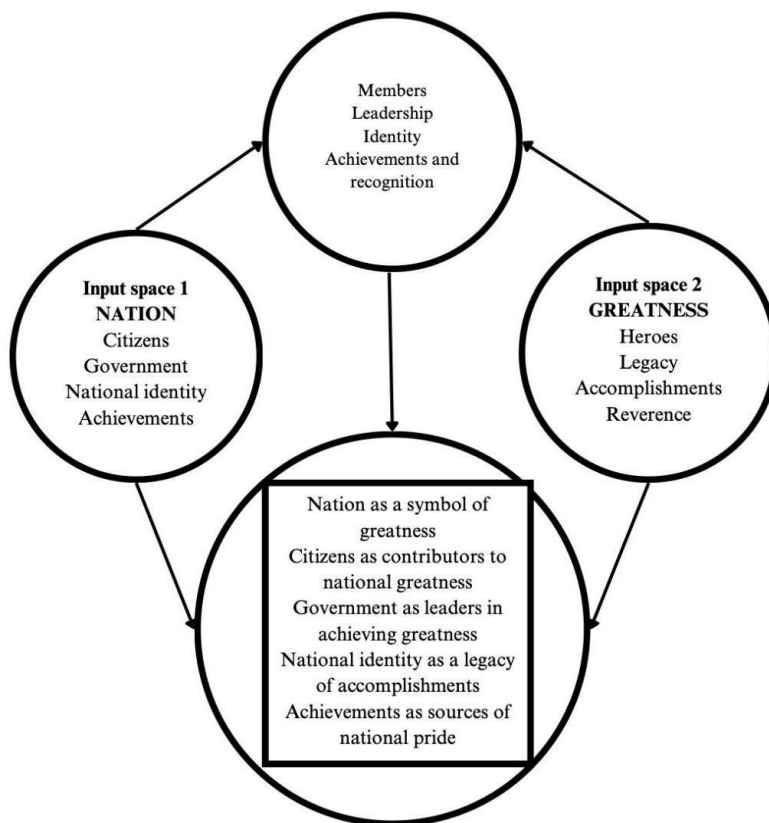 Members
Leadership
Identity
Achievements and
recognition
Input space 1
NATION
Citizens
Government
National identity
Achievements
Input space 2
GREATNESS
Heroes
Legacy
Accomplishments
Reverence
Nation as a symbol of
greatness
Citizens as contributors to
national greatness
Government as leaders in
achieving greatness
National identity as a legacy
of accomplishments
Achievements as sources of
national pride